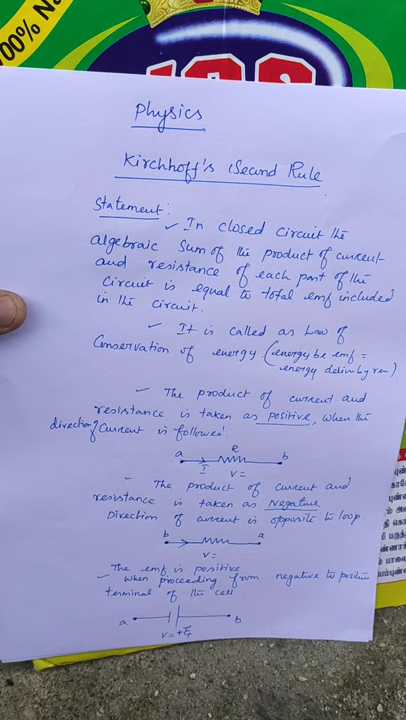 100% Na
Physics
Kirchhoff's Second Rule
Statement:
✓ In closed circuit the
algebraic sum of the product of current
and resistance of each part of the
circuit is equal to total emf included
in the circuit.
✓ It is called as Law of
Conservation of energy (energy by emf =
energy
✓ The product of current and
resistance is taken as positive, when the
direction of current is followed.
a R b
I
V=
- The product of current and
resistance is taken as Negative
Direction of current is opposite to loop.
b a
V=
The emf is positive
✓ when proceeding from negative to positive
terminal of the cell
a b